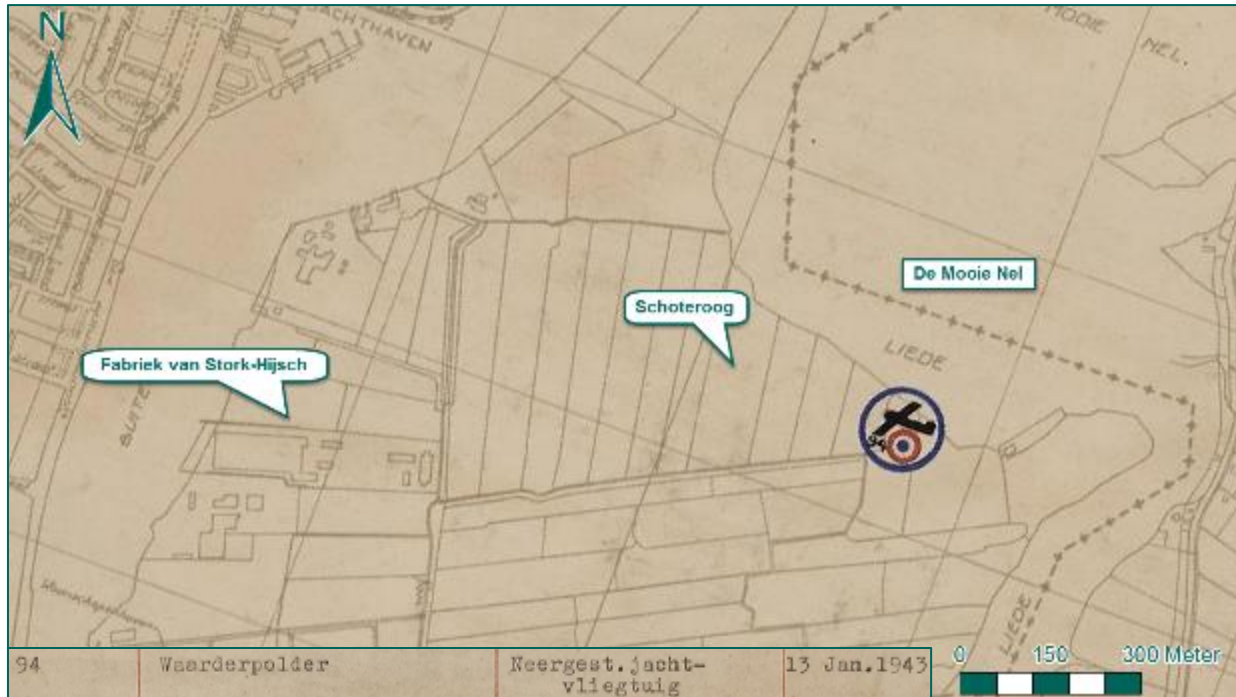 N
JACHTHAVEN
MOOIE
NEL.
De Mooie Nel
Schoteroog
LIEDE
Fabriek van Stork-Hijsch
BUITE
94
LIEDE
0 150 300 Meter
94 Waarderpolder Neergest.jacht- 13 Jan.1943
vliegtuig